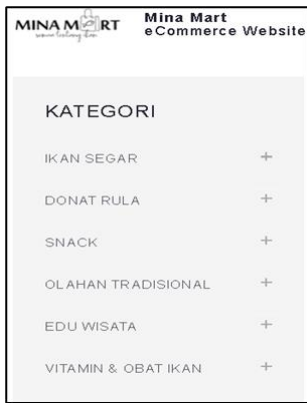 MINA MART
Mina Mart
eCommerce Website
KATEGORI
IKAN SEGAR +
DONAT RULA +
SNACK +
OLAHAN TRADISIONAL +
EDU WISATA +
VITAMIN & OBAT IKAN +